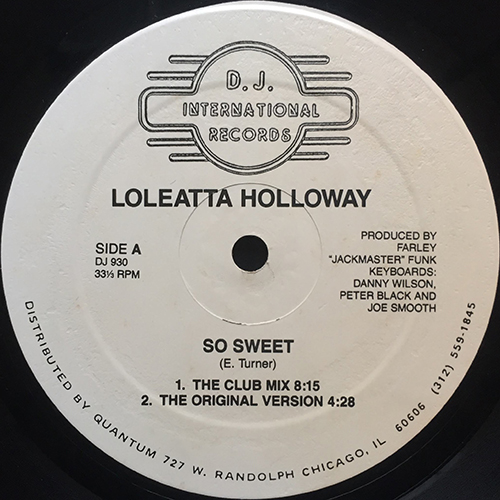 D.J.
INTERNATIONAL
RECORDS
LOLEATTA HOLLOWAY
SIDE A
DJ 930
33⅓ RPM
PRODUCED BY
FARLEY
"JACKMASTER" FUNK
KEYBOARDS:
DANNY WILSON,
PETER BLACK AND
JOE SMOOTH
SO SWEET
(E. Turner)
1. THE CLUB MIX 8:15
2. THE ORIGINAL VERSION 4:28
DISTRIBUTED BY QUANTUM 727 W. RANDOLPH CHICAGO, IL 60606 (312) 559-1845